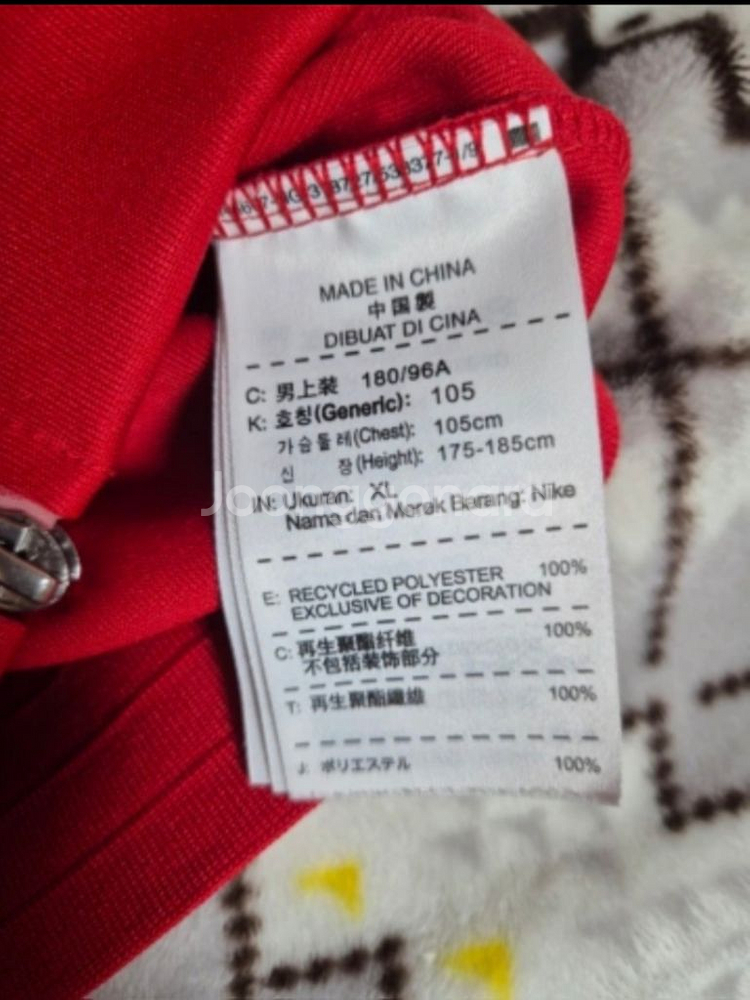 MADE IN CHINA
中国製
DIBUAT DI CINA
C: 男上装 180/96A
K: 호칭(Generic): 105
가슴둘레(Chest): 105cm
신 장(Height): 175-185cm
IN: Ukuran: XL
Nama dan Merek Barang: Nike
E: RECYCLED POLYESTER 100%
EXCLUSIVE OF DECORATION
C: 再生聚酯纤维 100%
不包括装饰部分
T: 再生聚酯纖維 100%
J: ポリエステル 100%
Joonggonara